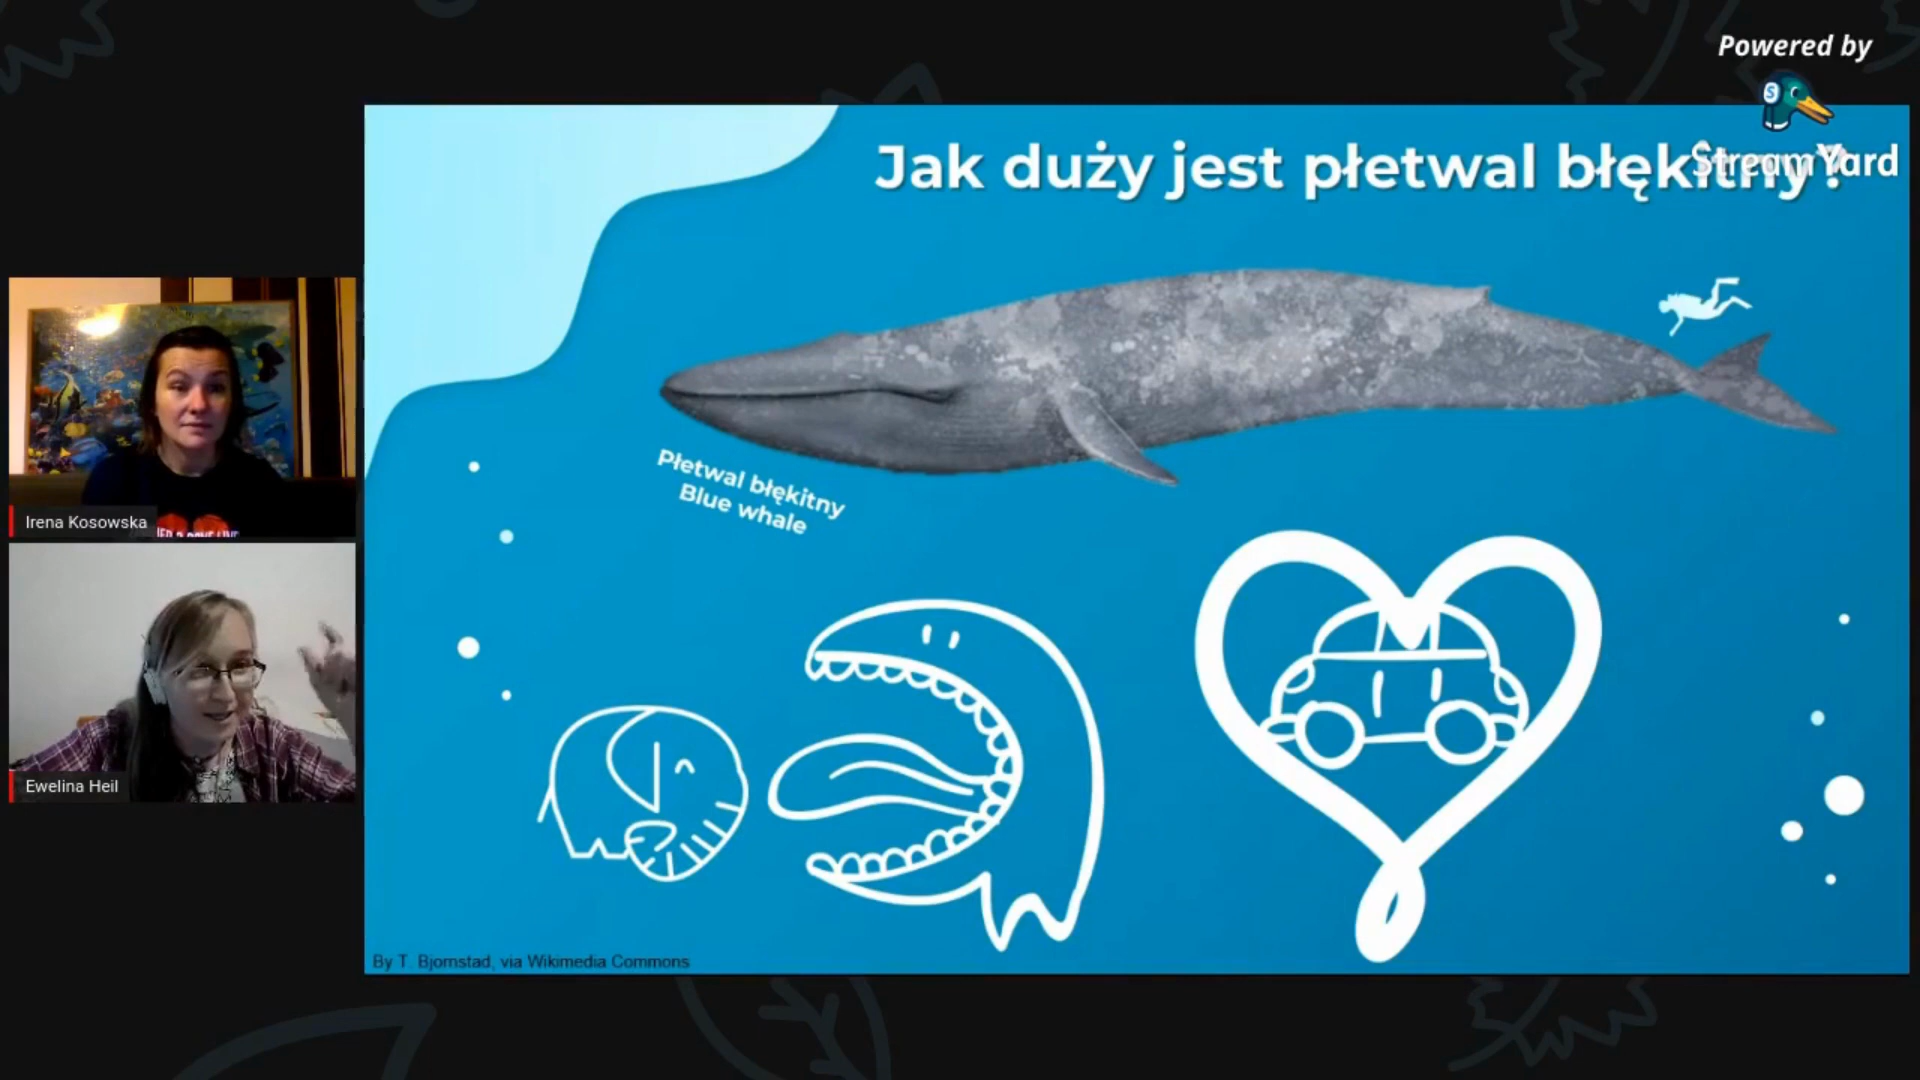 Powered by
StreamYard
Jak duży jest płetwal błękitny?
Płetwal błękitny
Blue whale
Irena Kosowska
Ewelina Heil
By T. Bjornstad, via Wikimedia Commons